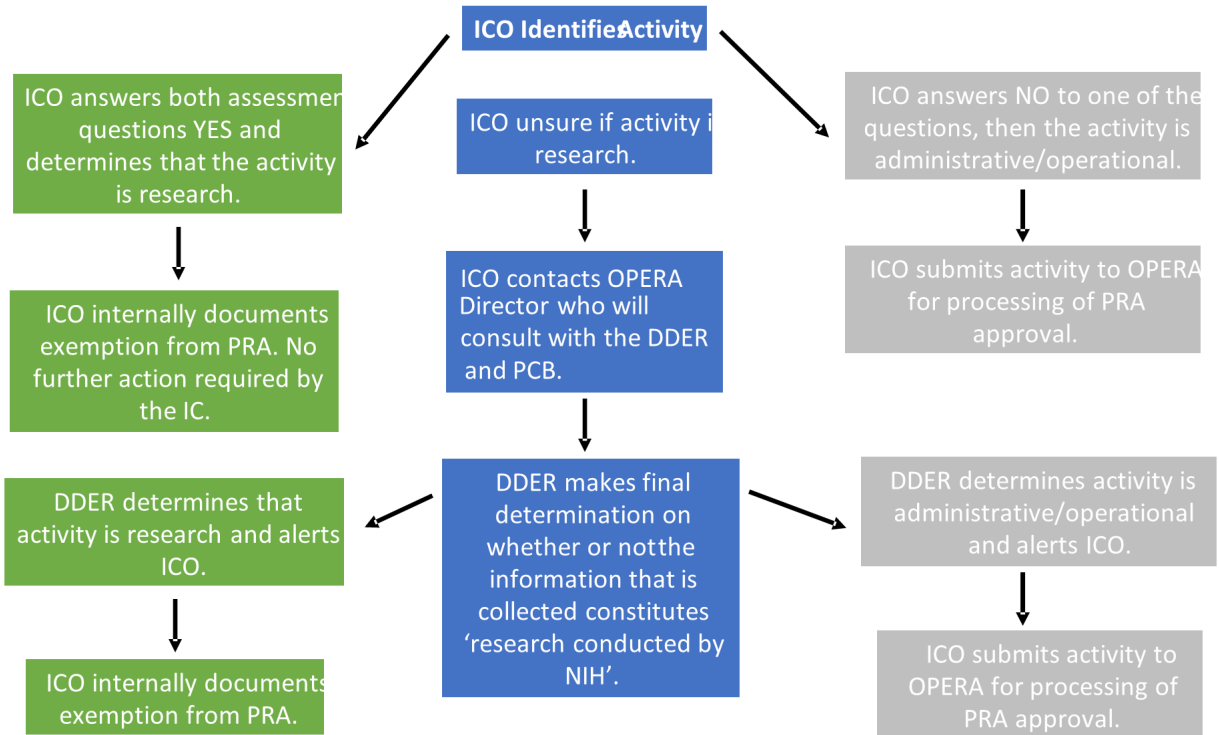 ICO Identifies Activity
ICO answers both assessmen
questions YES and
determines that the activity
is research.
ICO unsure if activity i
research.
ICO answers NO to one of the
questions, then the activity is
administrative/operational.
ICO internally documents
exemption from PRA. No
further action required by
the IC.
ICO contacts OPERA
Director who will
consult with the DDER
and PCB.
ICO submits activity to OPERA
for processing of PRA
approval.
DDER determines that
activity is research and alerts
ICO.
DDER makes final
determination on
whether or not the
information that is
collected constitutes
‘research conducted by
NIH’.
DDER determines activity is
administrative/operational
and alerts ICO.
ICO internally documents
exemption from PRA.
ICO submits activity to
OPERA for processing of
PRA approval.